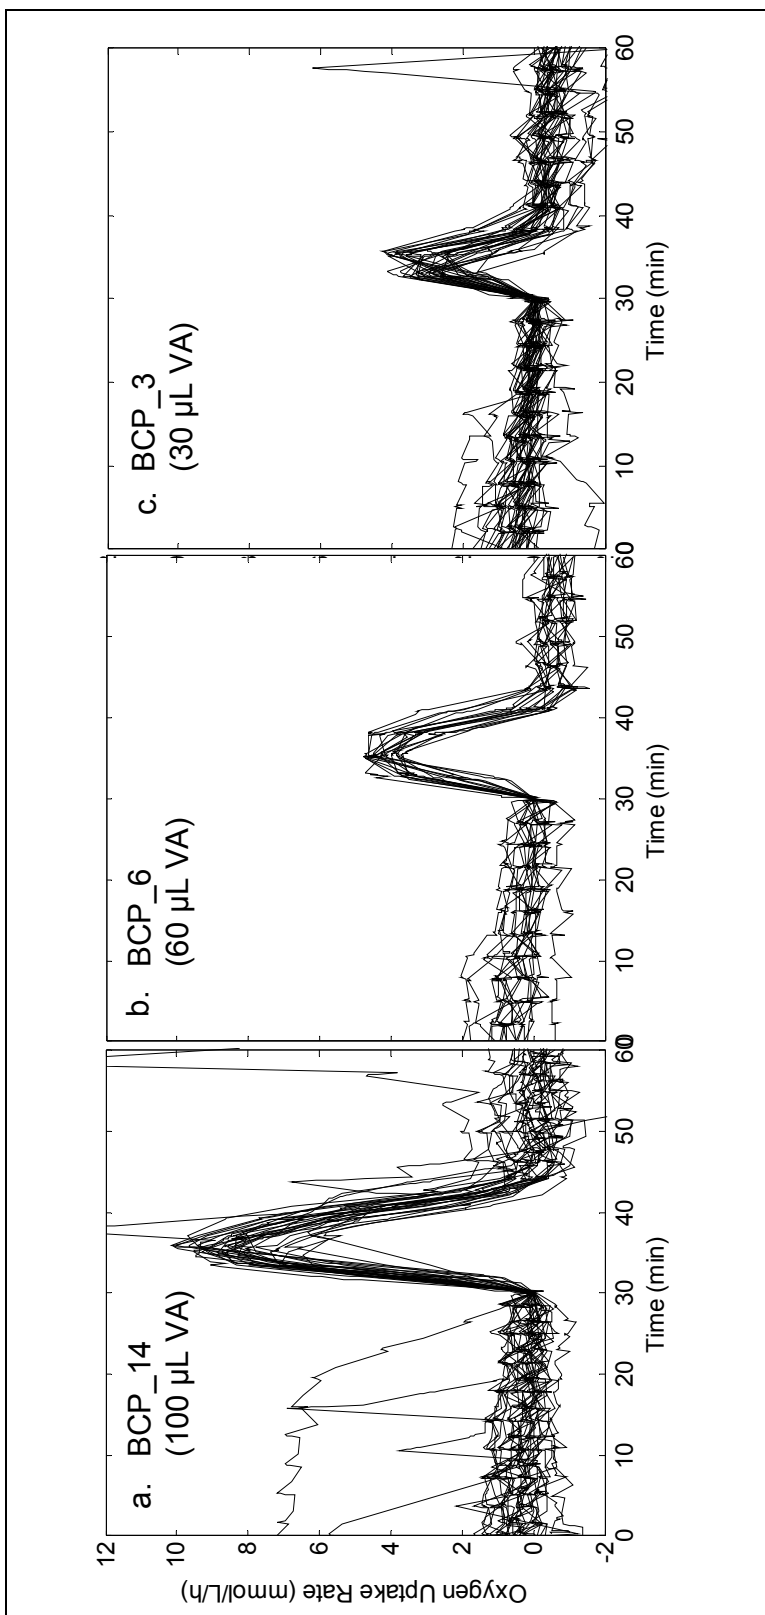 a. BCP_14
(100 µL VA)
b. BCP_6
(60 µL VA)
c. BCP_3
(30 µL VA)
Oxygen Uptake Rate (mmol/L/h)
12
10
8
6
4
2
0
-2
0 10 20 30 40 50 60
Time (min)
0 10 20 30 40 50 60
Time (min)
10 20 30 40 50 60
Time (min)